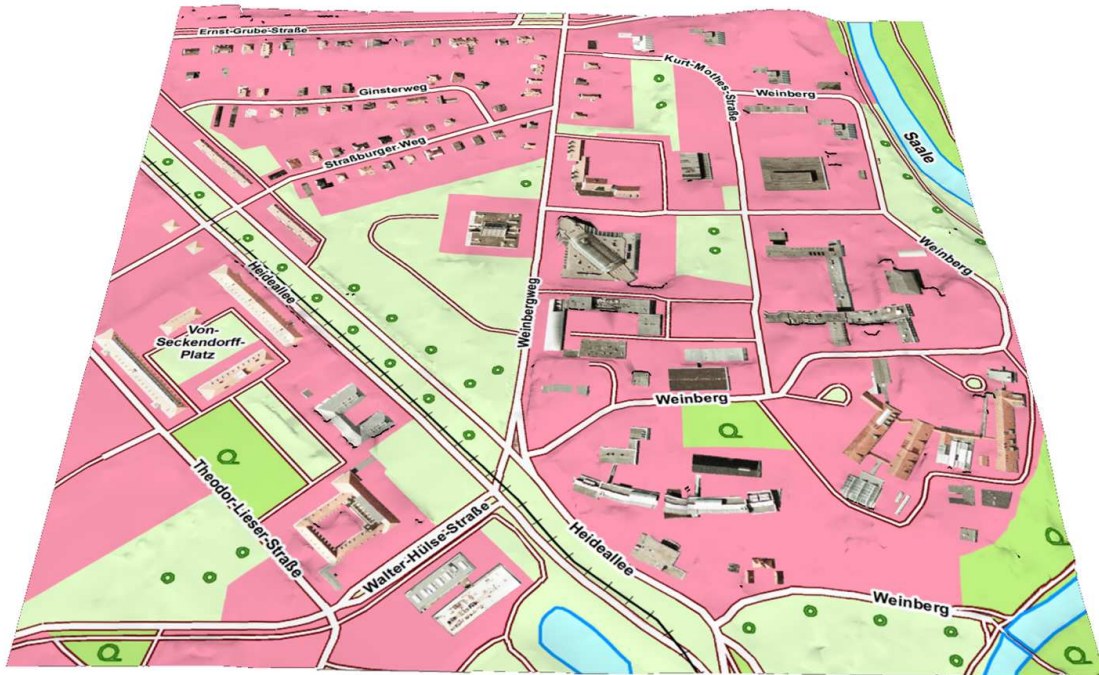 Ernst-Grube-Straße
Kurt-Mothes-Straße
Ginsterweg
Weinberg
Straßburger-Weg
Saale
Weinberg
Heideallee
Weinbergweg
Von-
Seckendorff-
Platz
Weinberg
Theodor-Lieser-Straße
Walter-Hülse-Straße
Heideallee
Weinberg